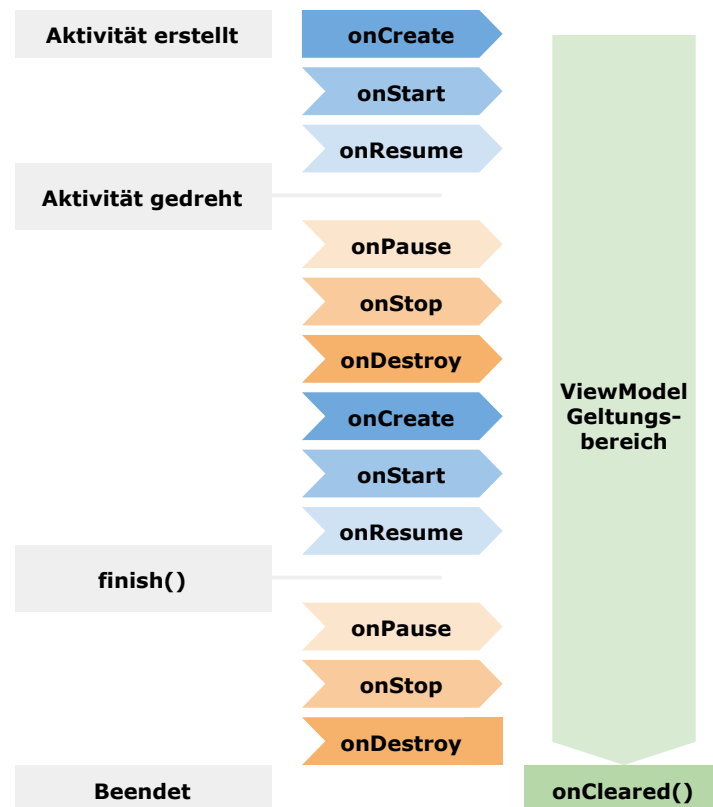 Aktivität erstellt
onCreate
onStart
onResume
Aktivität gedreht
onPause
onStop
onDestroy
onCreate
onStart
onResume
finish()
onPause
onStop
onDestroy
Beendet
ViewModel
Geltungs-
bereich
onCleared()